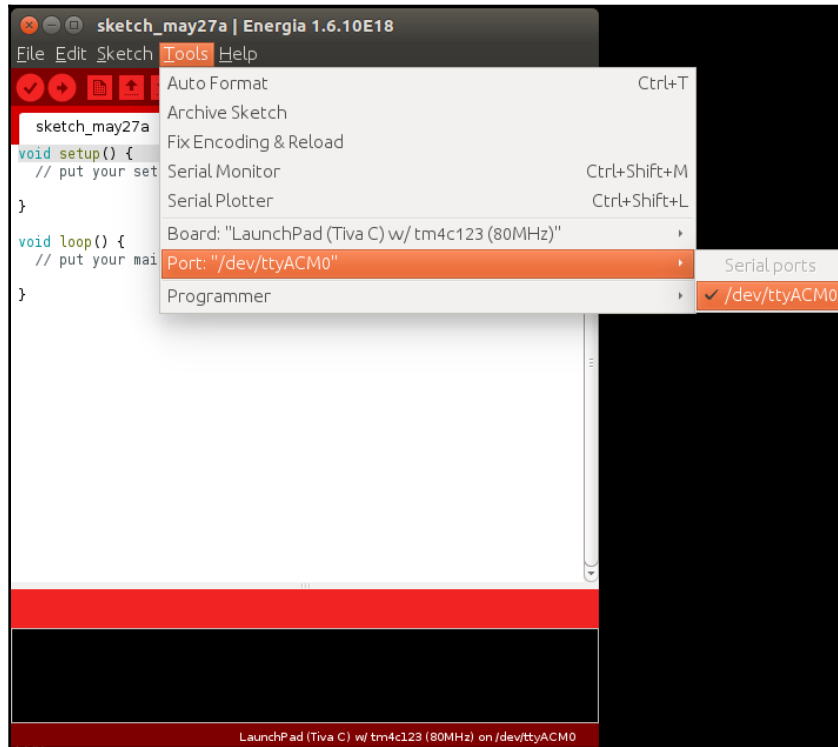 sketch_may27a | Energia 1.6.10E18
File Edit Sketch Tools Help
sketch_may27a
void setup() {
// put your set
}
void loop() {
// put your mai
}
Auto Format Ctrl+T
Archive Sketch
Fix Encoding & Reload
Serial Monitor Ctrl+Shift+M
Serial Plotter Ctrl+Shift+L
Board: "LaunchPad (Tiva C) w/ tm4c123 (80MHz)"
Port: "/dev/ttyACM0"
Programmer
Serial ports
/dev/ttyACM0
LaunchPad (Tiva C) w/ tm4c123 (80MHz) on /dev/ttyACM0